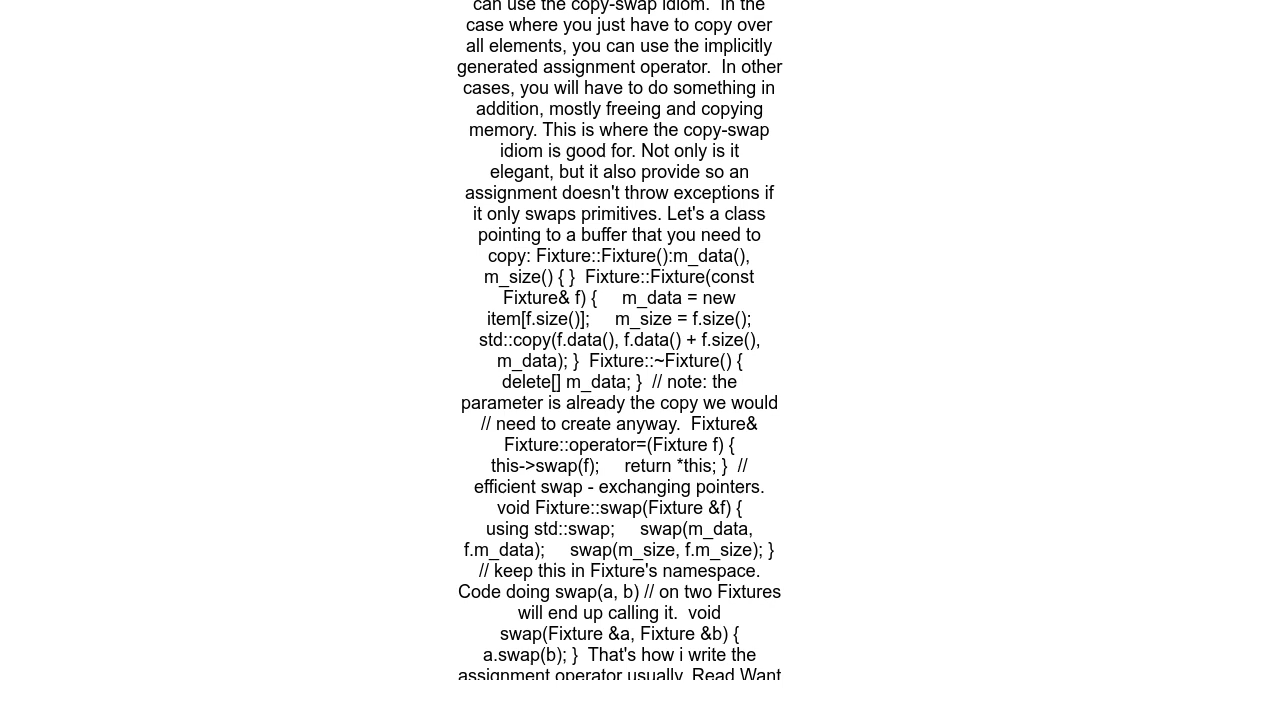 can use the copy-swap idiom.  In the
case where you just have to copy over
all elements, you can use the implicitly
generated assignment operator.  In other
cases, you will have to do something in
addition, mostly freeing and copying
memory. This is where the copy-swap
idiom is good for. Not only is it
elegant, but it also provide so an
assignment doesn't throw exceptions if
it only swaps primitives. Let's a class
pointing to a buffer that you need to
copy: Fixture::Fixture():m_data(),
m_size() { }  Fixture::Fixture(const
Fixture& f) {     m_data = new
item[f.size()];     m_size = f.size();
std::copy(f.data(), f.data() + f.size(),
m_data); }  Fixture::~Fixture() {
delete[] m_data; }  // note: the
parameter is already the copy we would
// need to create anyway.  Fixture&
Fixture::operator=(Fixture f) {
this->swap(f);     return *this; }  //
efficient swap - exchanging pointers.
void Fixture::swap(Fixture &f) {
using std::swap;     swap(m_data,
f.m_data);     swap(m_size, f.m_size); }
// keep this in Fixture's namespace.
Code doing swap(a, b) // on two Fixtures
will end up calling it.  void
swap(Fixture &a, Fixture &b) {
a.swap(b); }  That's how i write the
assignment operator usually. Read Want